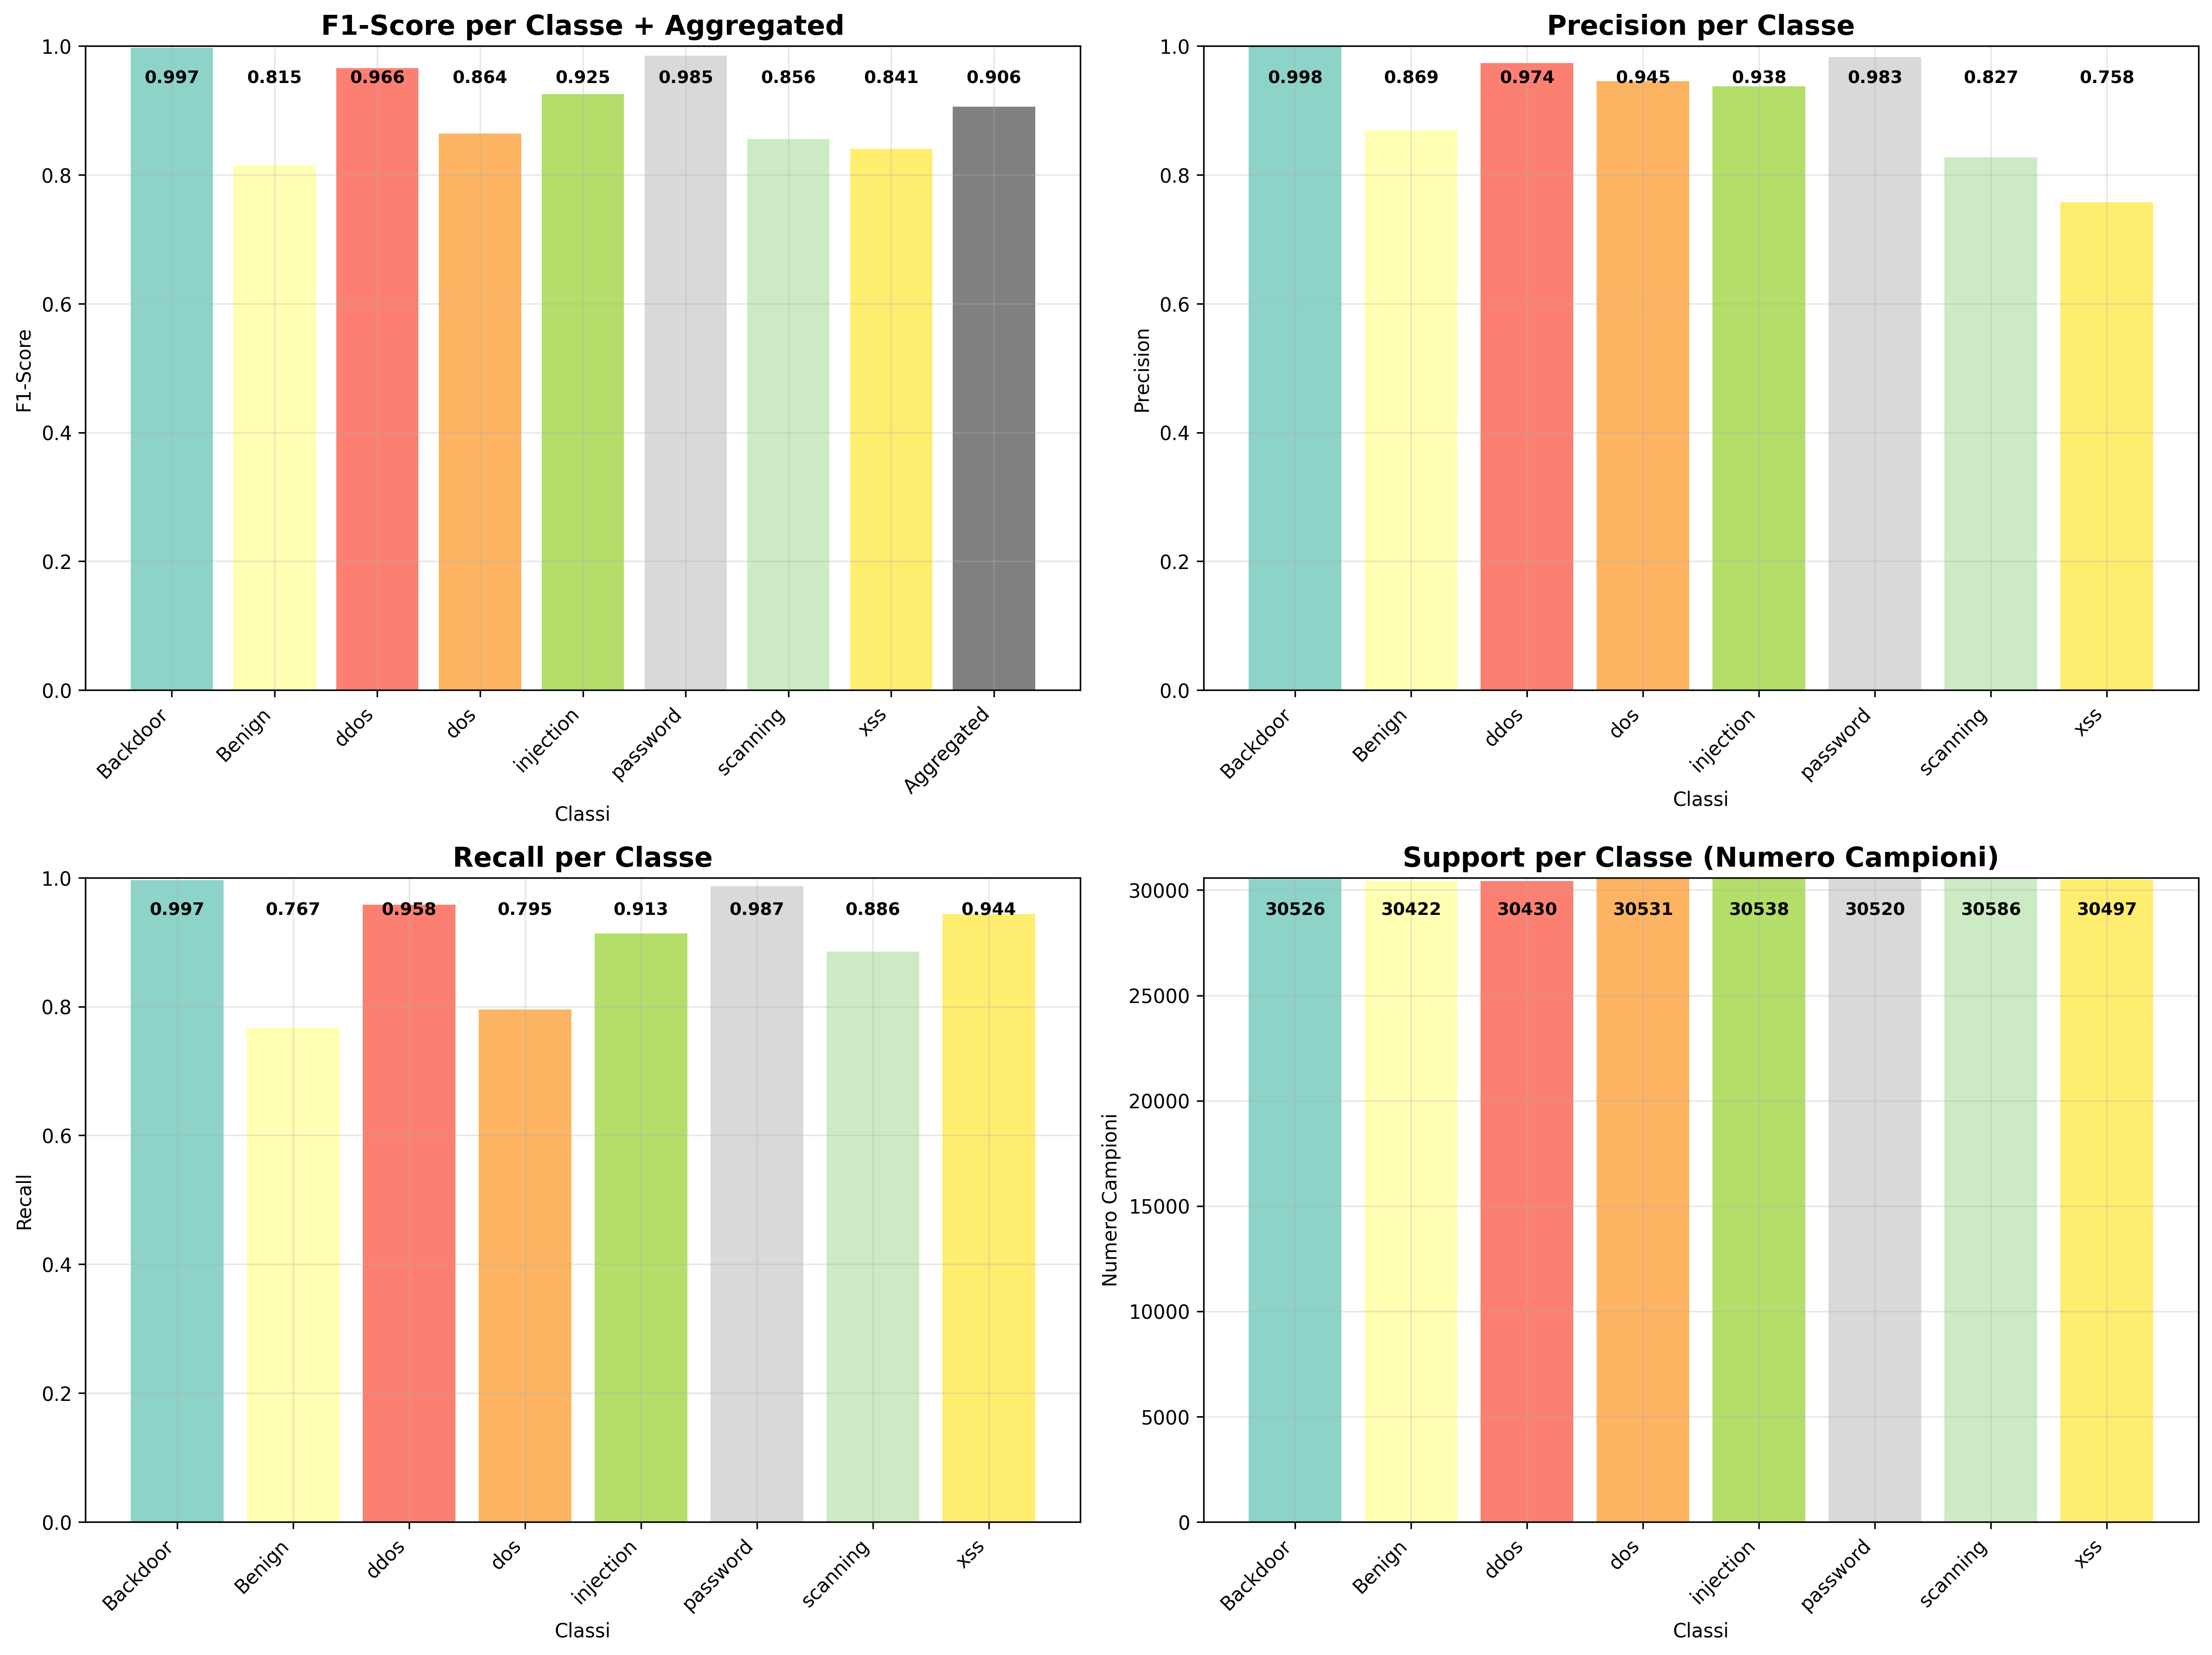 F1-Score per Classe + Aggregated
1.0
0.8
0.6
0.4
0.2
0.0
F1-Score
0.997 0.815 0.966 0.864 0.925 0.985 0.856 0.841 0.906
Backdoor Benign ddos dos injection password scanning xss Aggregated
Classi
Precision per Classe
1.0
0.8
0.6
0.4
0.2
0.0
Precision
0.998 0.869 0.974 0.945 0.938 0.983 0.827 0.758
Backdoor Benign ddos dos injection password scanning xss
Classi
Recall per Classe
1.0
0.8
0.6
0.4
0.2
0.0
Recall
0.997 0.767 0.958 0.795 0.913 0.987 0.886 0.944
Backdoor Benign ddos dos injection password scanning xss
Classi
Support per Classe (Numero Campioni)
30000
25000
20000
15000
10000
5000
0
Numero Campioni
30526 30422 30430 30531 30538 30520 30586 30497
Backdoor Benign ddos dos injection password scanning xss
Classi